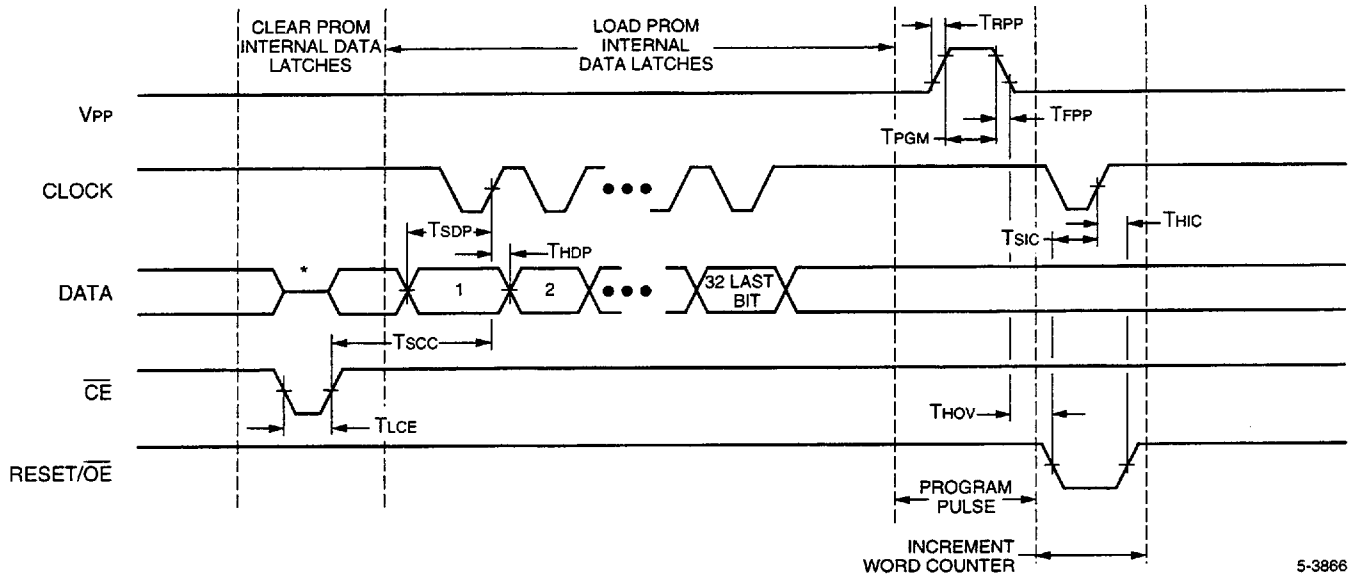 CLEAR PROM
INTERNAL DATA
LATCHES
LOAD PROM
INTERNAL
DATA LATCHES
TRPP
VPP
TPGM
TFPP
CLOCK
TSDP
THDP
TSIC
THIC
DATA
*
1
2
32 LAST
BIT
TSCC
CE
TLCE
THOV
RESET/OE
PROGRAM
PULSE
INCREMENT
WORD COUNTER
5-3866